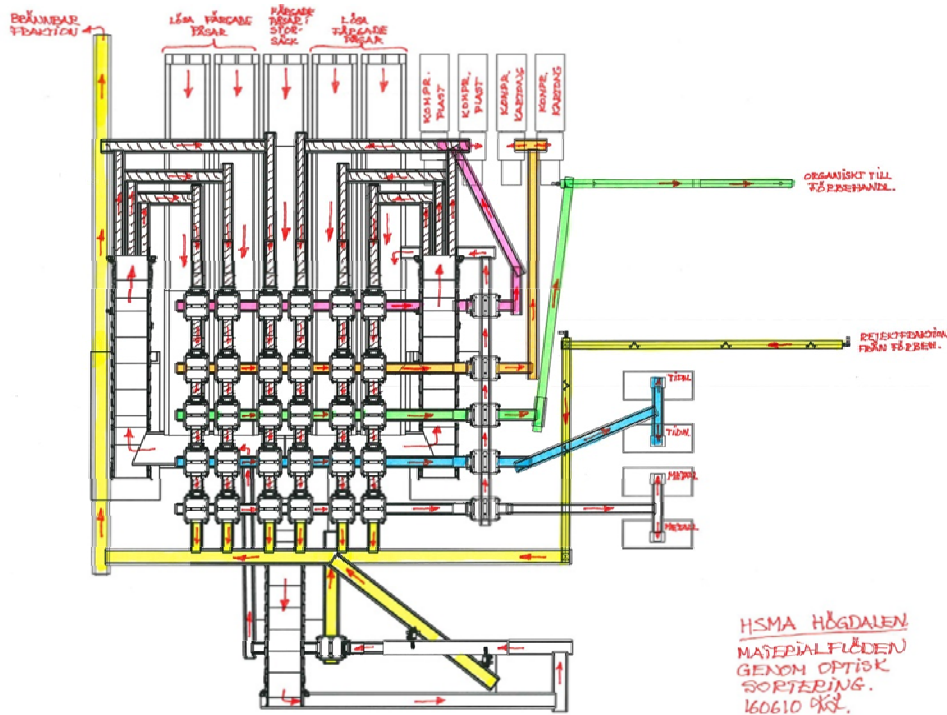 BRÄNNBAR
FRAKTION
LÖSA FÄRGADE
PÅSAR
FÄRGADE
PÅSAR I
STOR-
SÄCK
LÖSA
FÄRGADE
PÅSAR
KOMPR.
PLAST
KOMPR.
PLAST
KOMPR.
KARTONG
KOMPR.
KARTONG
ORGANISKT TILL
FÖRBEHANDL.
REJEKTFRAKTION
FRÅN FÖRBEH.
TIDN.
TIDN.
METALL
METALL
HSMA HÖGDALEN
MATERIALFLÖDEN
GENOM OPTISK
SORTERING.
160610